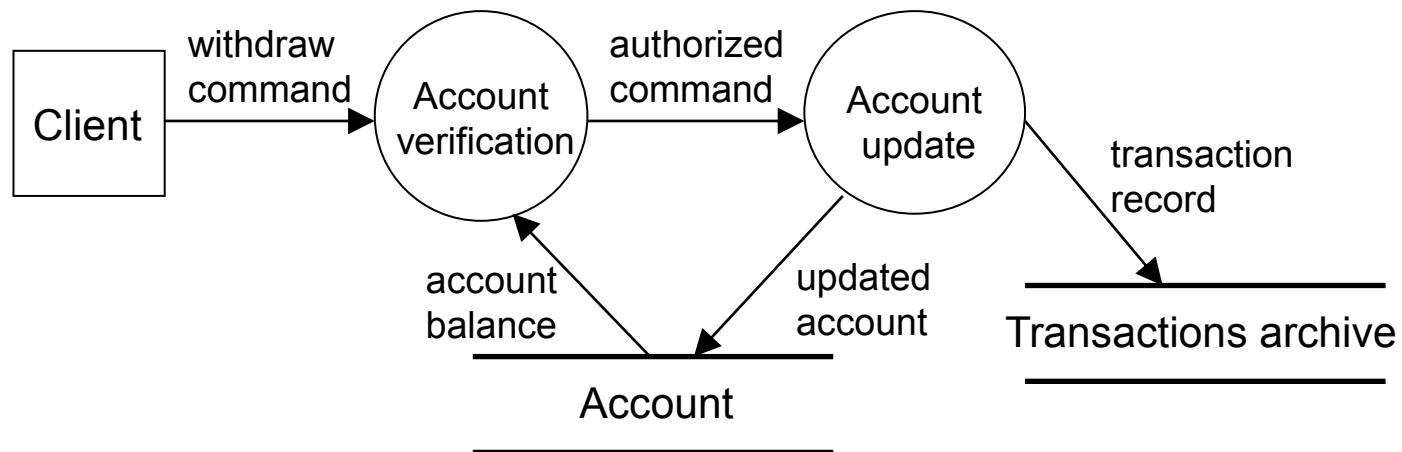 withdraw
command
authorized
command
Client
Account
verification
Account
update
transaction
record
account
balance
updated
account
Transactions archive
Account